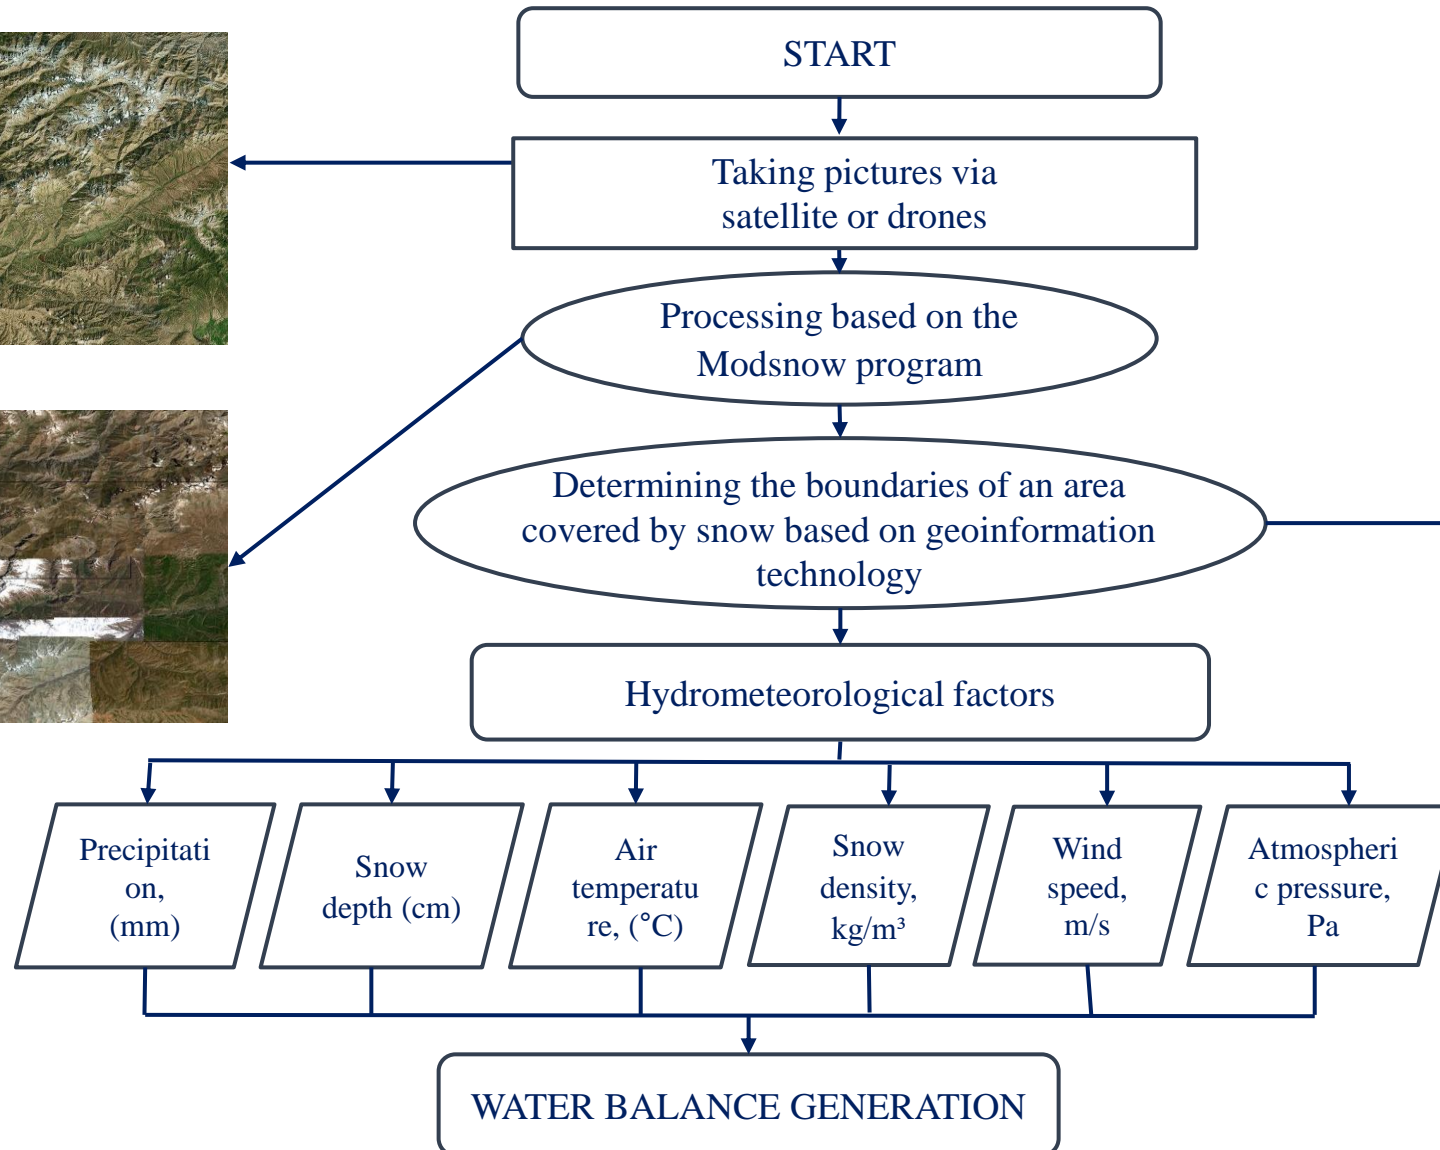 START
Taking pictures via
satellite or drones
Processing based on the
Modsnow program
Determining the boundaries of an area
covered by snow based on geoinformation
technology
Hydrometeorological factors
Precipitati
on,
(mm)
Snow
depth (cm)
Air
temperatu
re, (°C)
Snow
density,
kg/m³
Wind
speed,
m/s
Atmospheri
c pressure,
Pa
WATER BALANCE GENERATION